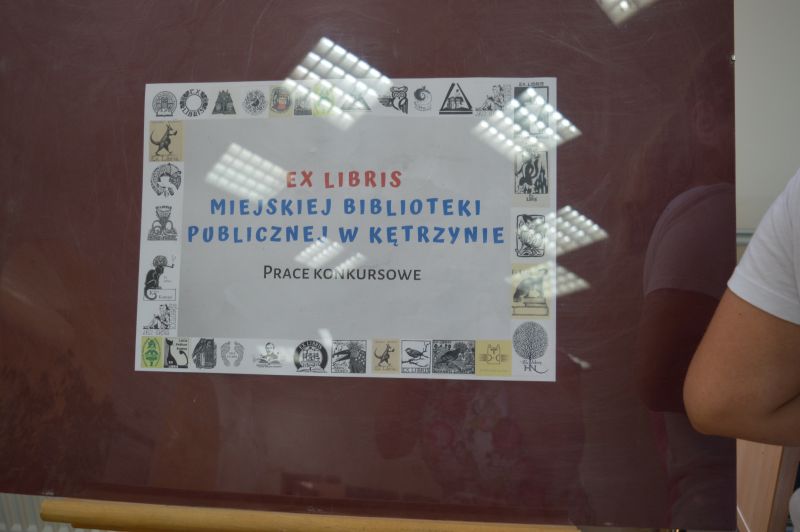 EX LIBRIS
MIEJSKIEJ BIBLIOTEKI
PUBLICZNEJ W KĘTRZYNIE
PRACE KONKURSOWE